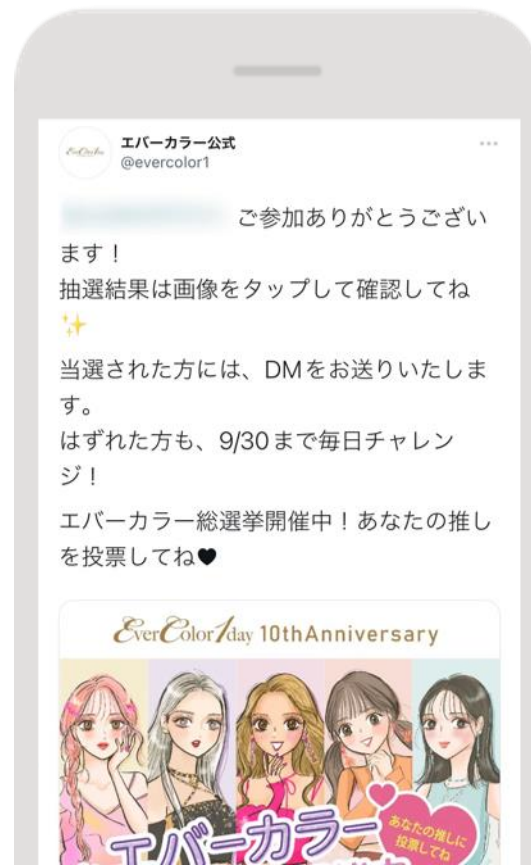 エバーカラー公式
@evercolor1
ご参加ありがとうござい
ます！
抽選結果は画像をタップして確認してね
✨
当選された方には、DMをお送りいたしま
す。
はずれた方も、9/30まで毎日チャレン
ジ！
エバーカラー総選挙開催中！あなたの推し
を投票してね♥
EverColor1day 10thAnniversary
あなたの推しに
投票してね
エバーカラー